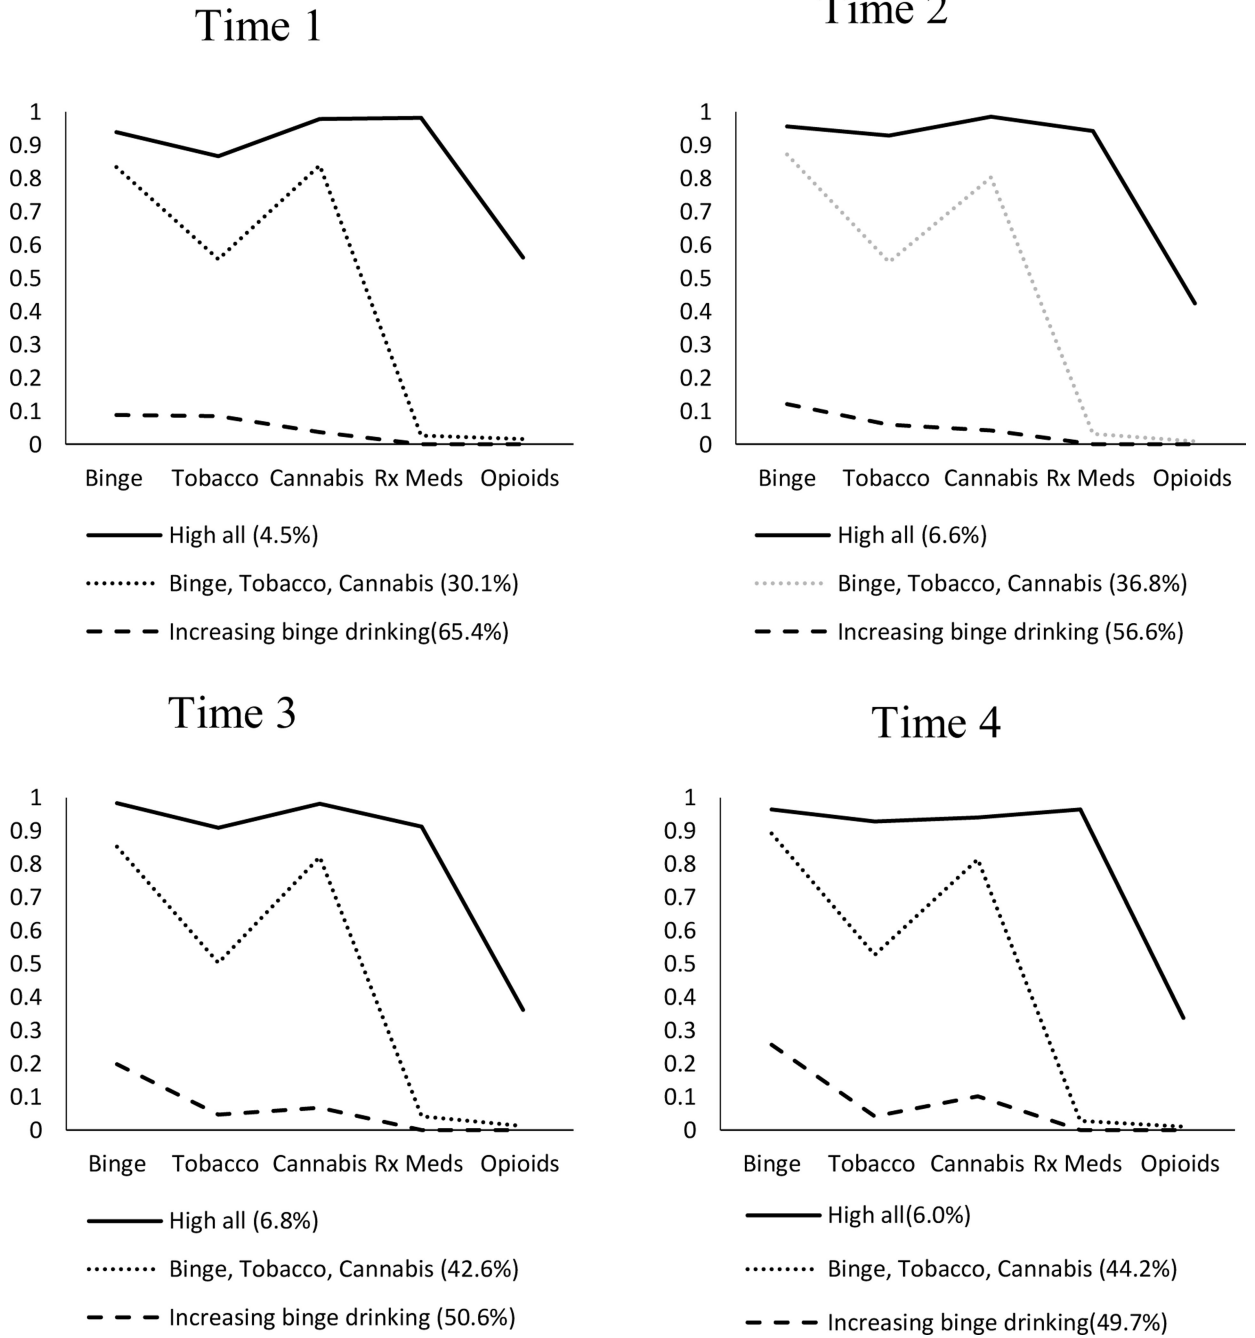 Time 1
1
0.9
0.8
0.7
0.6
0.5
0.4
0.3
0.2
0.1
0
Binge Tobacco Cannabis Rx Meds Opioids
High all (4.5%)
Binge, Tobacco, Cannabis (30.1%)
Increasing binge drinking(65.4%)
Time 2
1
0.9
0.8
0.7
0.6
0.5
0.4
0.3
0.2
0.1
0
Binge Tobacco Cannabis Rx Meds Opioids
High all (6.6%)
Binge, Tobacco, Cannabis (36.8%)
Increasing binge drinking (56.6%)
Time 3
1
0.9
0.8
0.7
0.6
0.5
0.4
0.3
0.2
0.1
0
Binge Tobacco Cannabis Rx Meds Opioids
High all (6.8%)
Binge, Tobacco, Cannabis (42.6%)
Increasing binge drinking (50.6%)
Time 4
1
0.9
0.8
0.7
0.6
0.5
0.4
0.3
0.2
0.1
0
Binge Tobacco Cannabis Rx Meds Opioids
High all(6.0%)
Binge, Tobacco, Cannabis (44.2%)
Increasing binge drinking(49.7%)